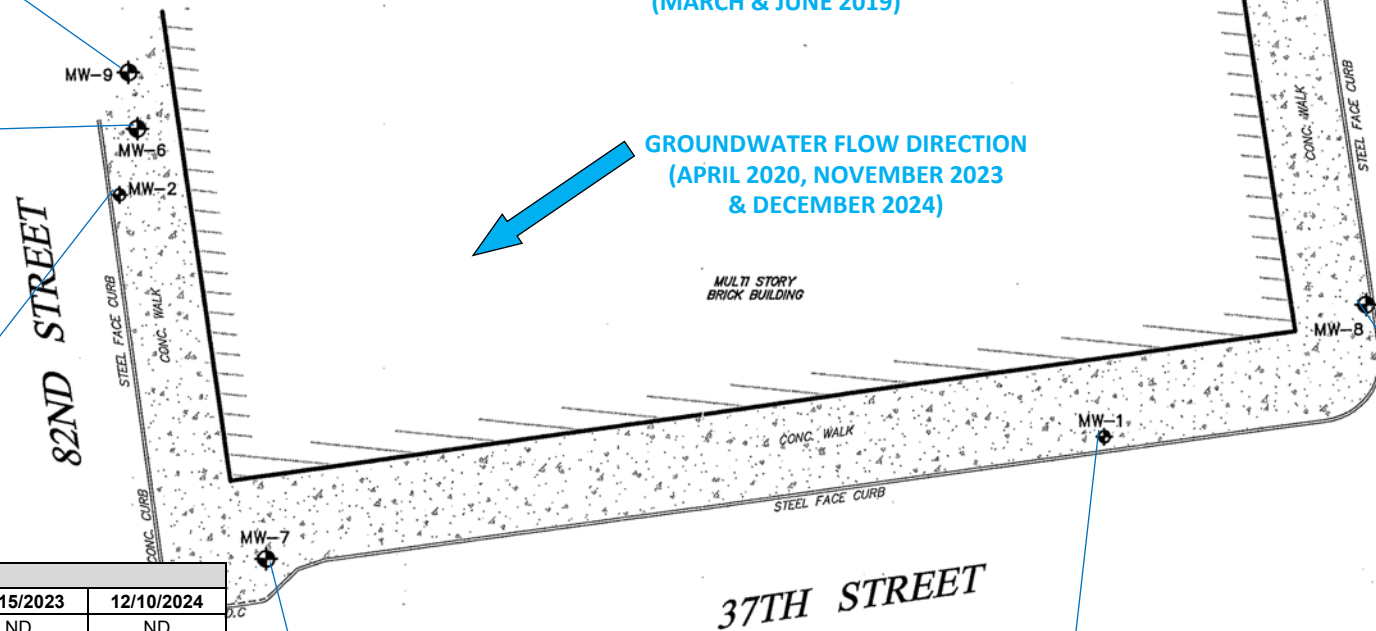 (MARCH & JUNE 2019)
MW-9
MW-6
MW-2
GROUNDWATER FLOW DIRECTION
(APRIL 2020, NOVEMBER 2023
& DECEMBER 2024)
CONC. WALK
STEEL FACE CURB
82ND STREET
STEEL FACE CURB
CONC. WALK
MULTI STORY
BRICK BUILDING
MW-8
MW-1
CONC. WALK
STEEL FACE CURB
CONC. CURB
MW-7
37TH STREET
15/2023 12/10/2024
ND ND